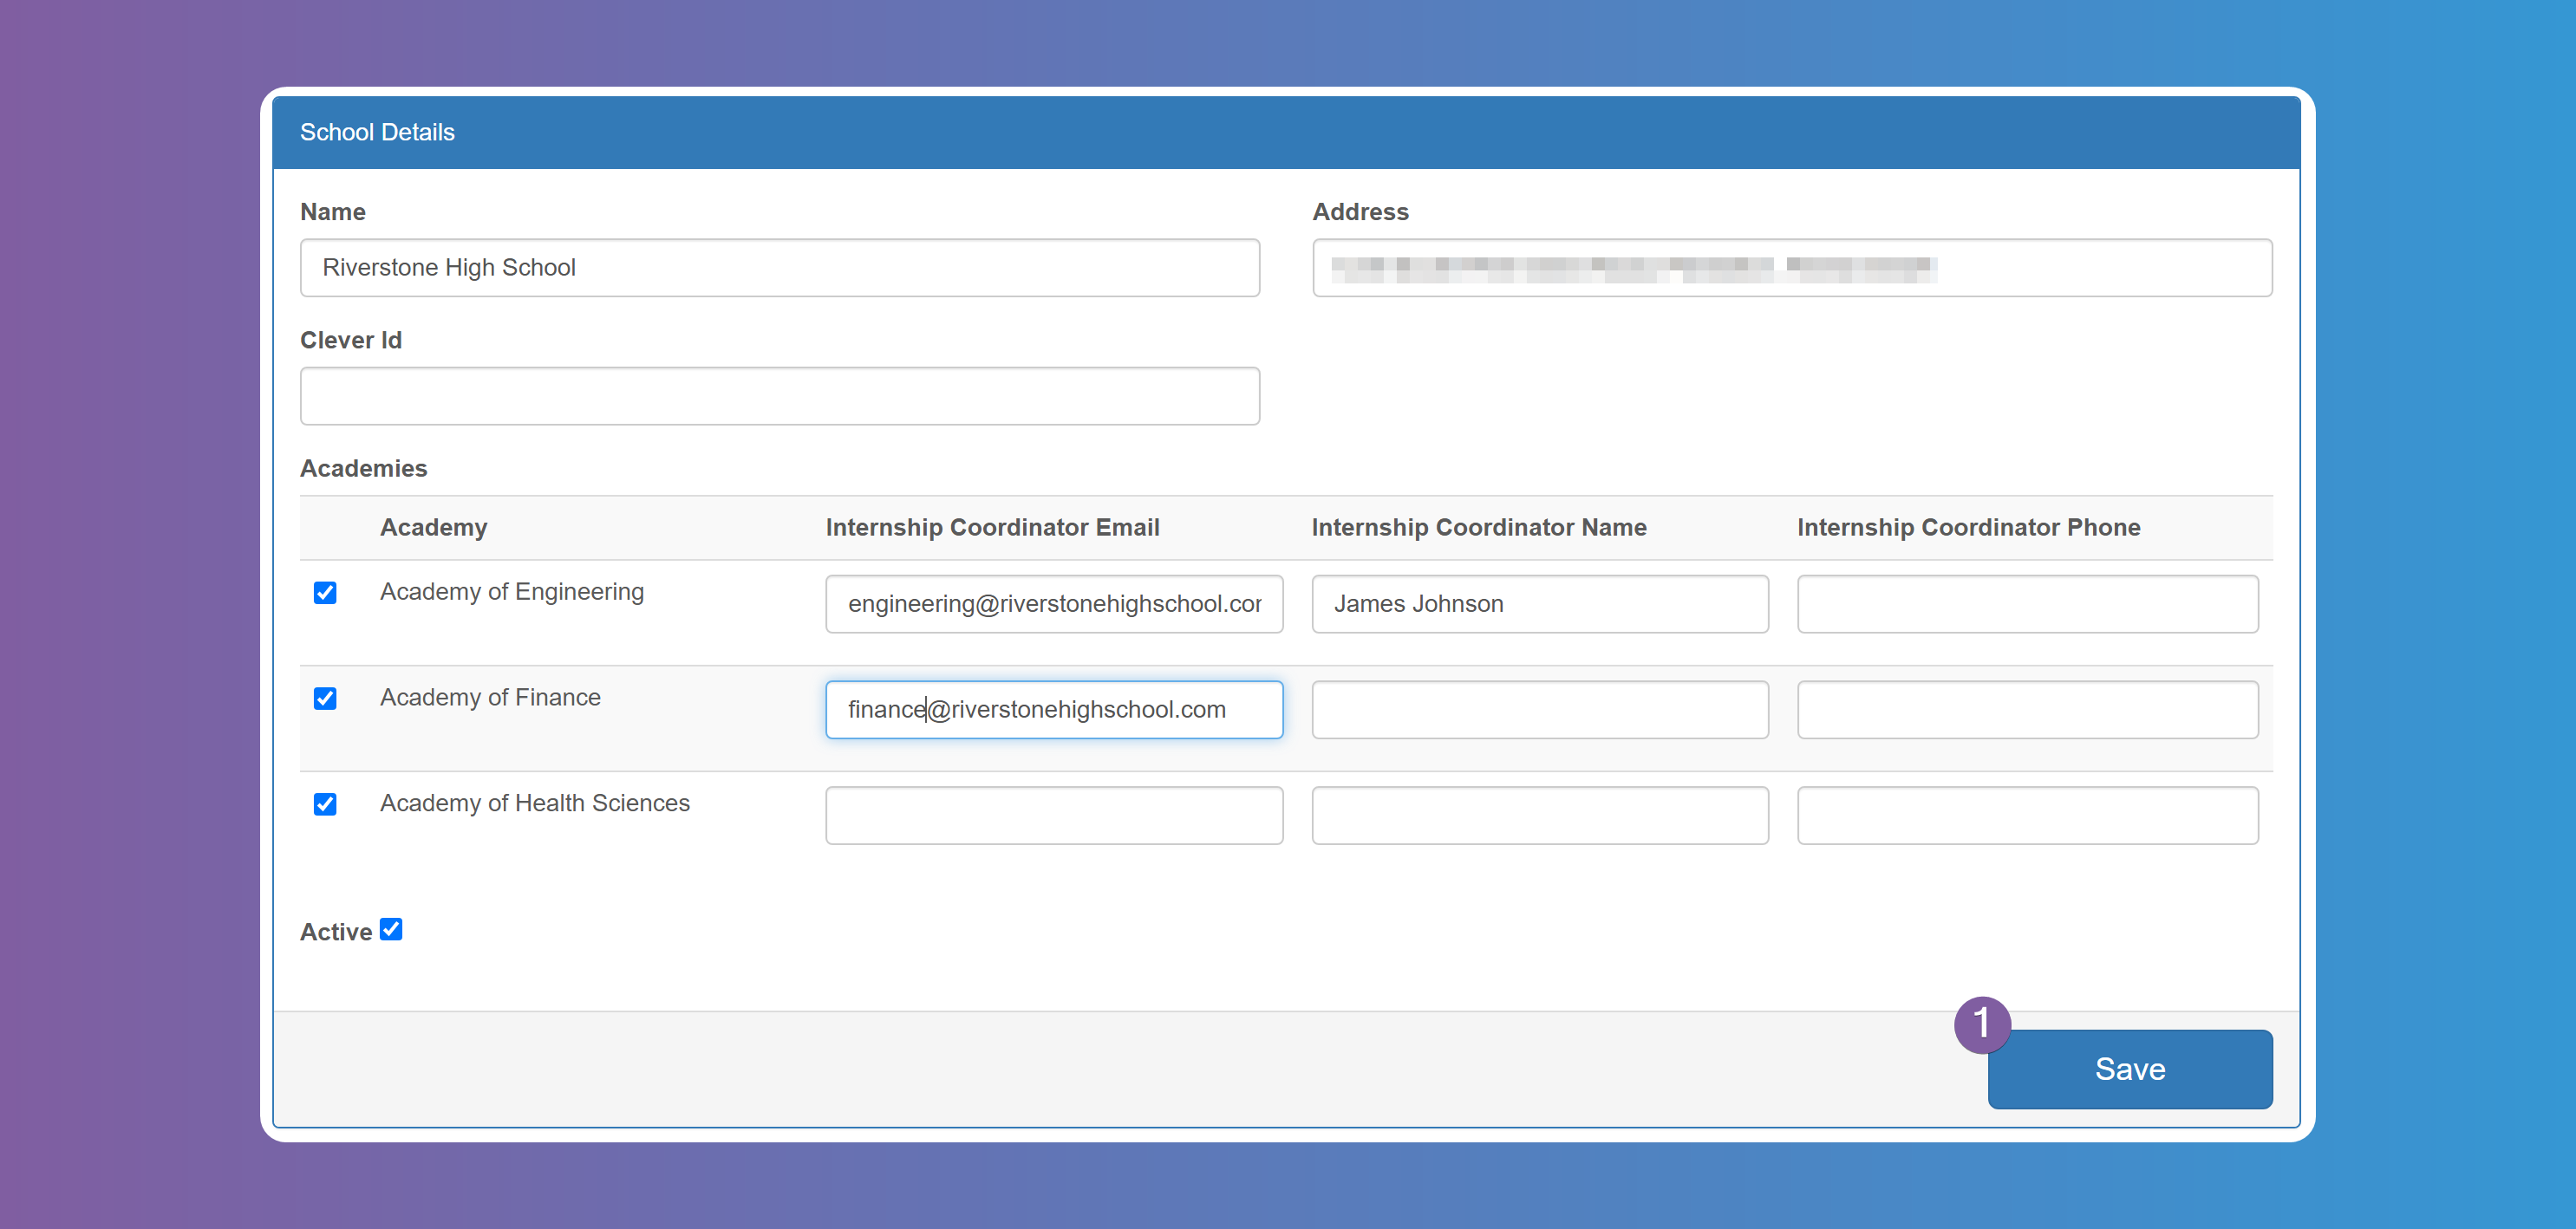 School Details
Name
Address
Riverstone High School
Clever Id
Academies
Academy Internship Coordinator Email Internship Coordinator Name Internship Coordinator Phone
Academy of Engineering engineering@riverstonehighschool.cor James Johnson
Academy of Finance finance@riverstonehighschool.com
Academy of Health Sciences
Active
1
Save